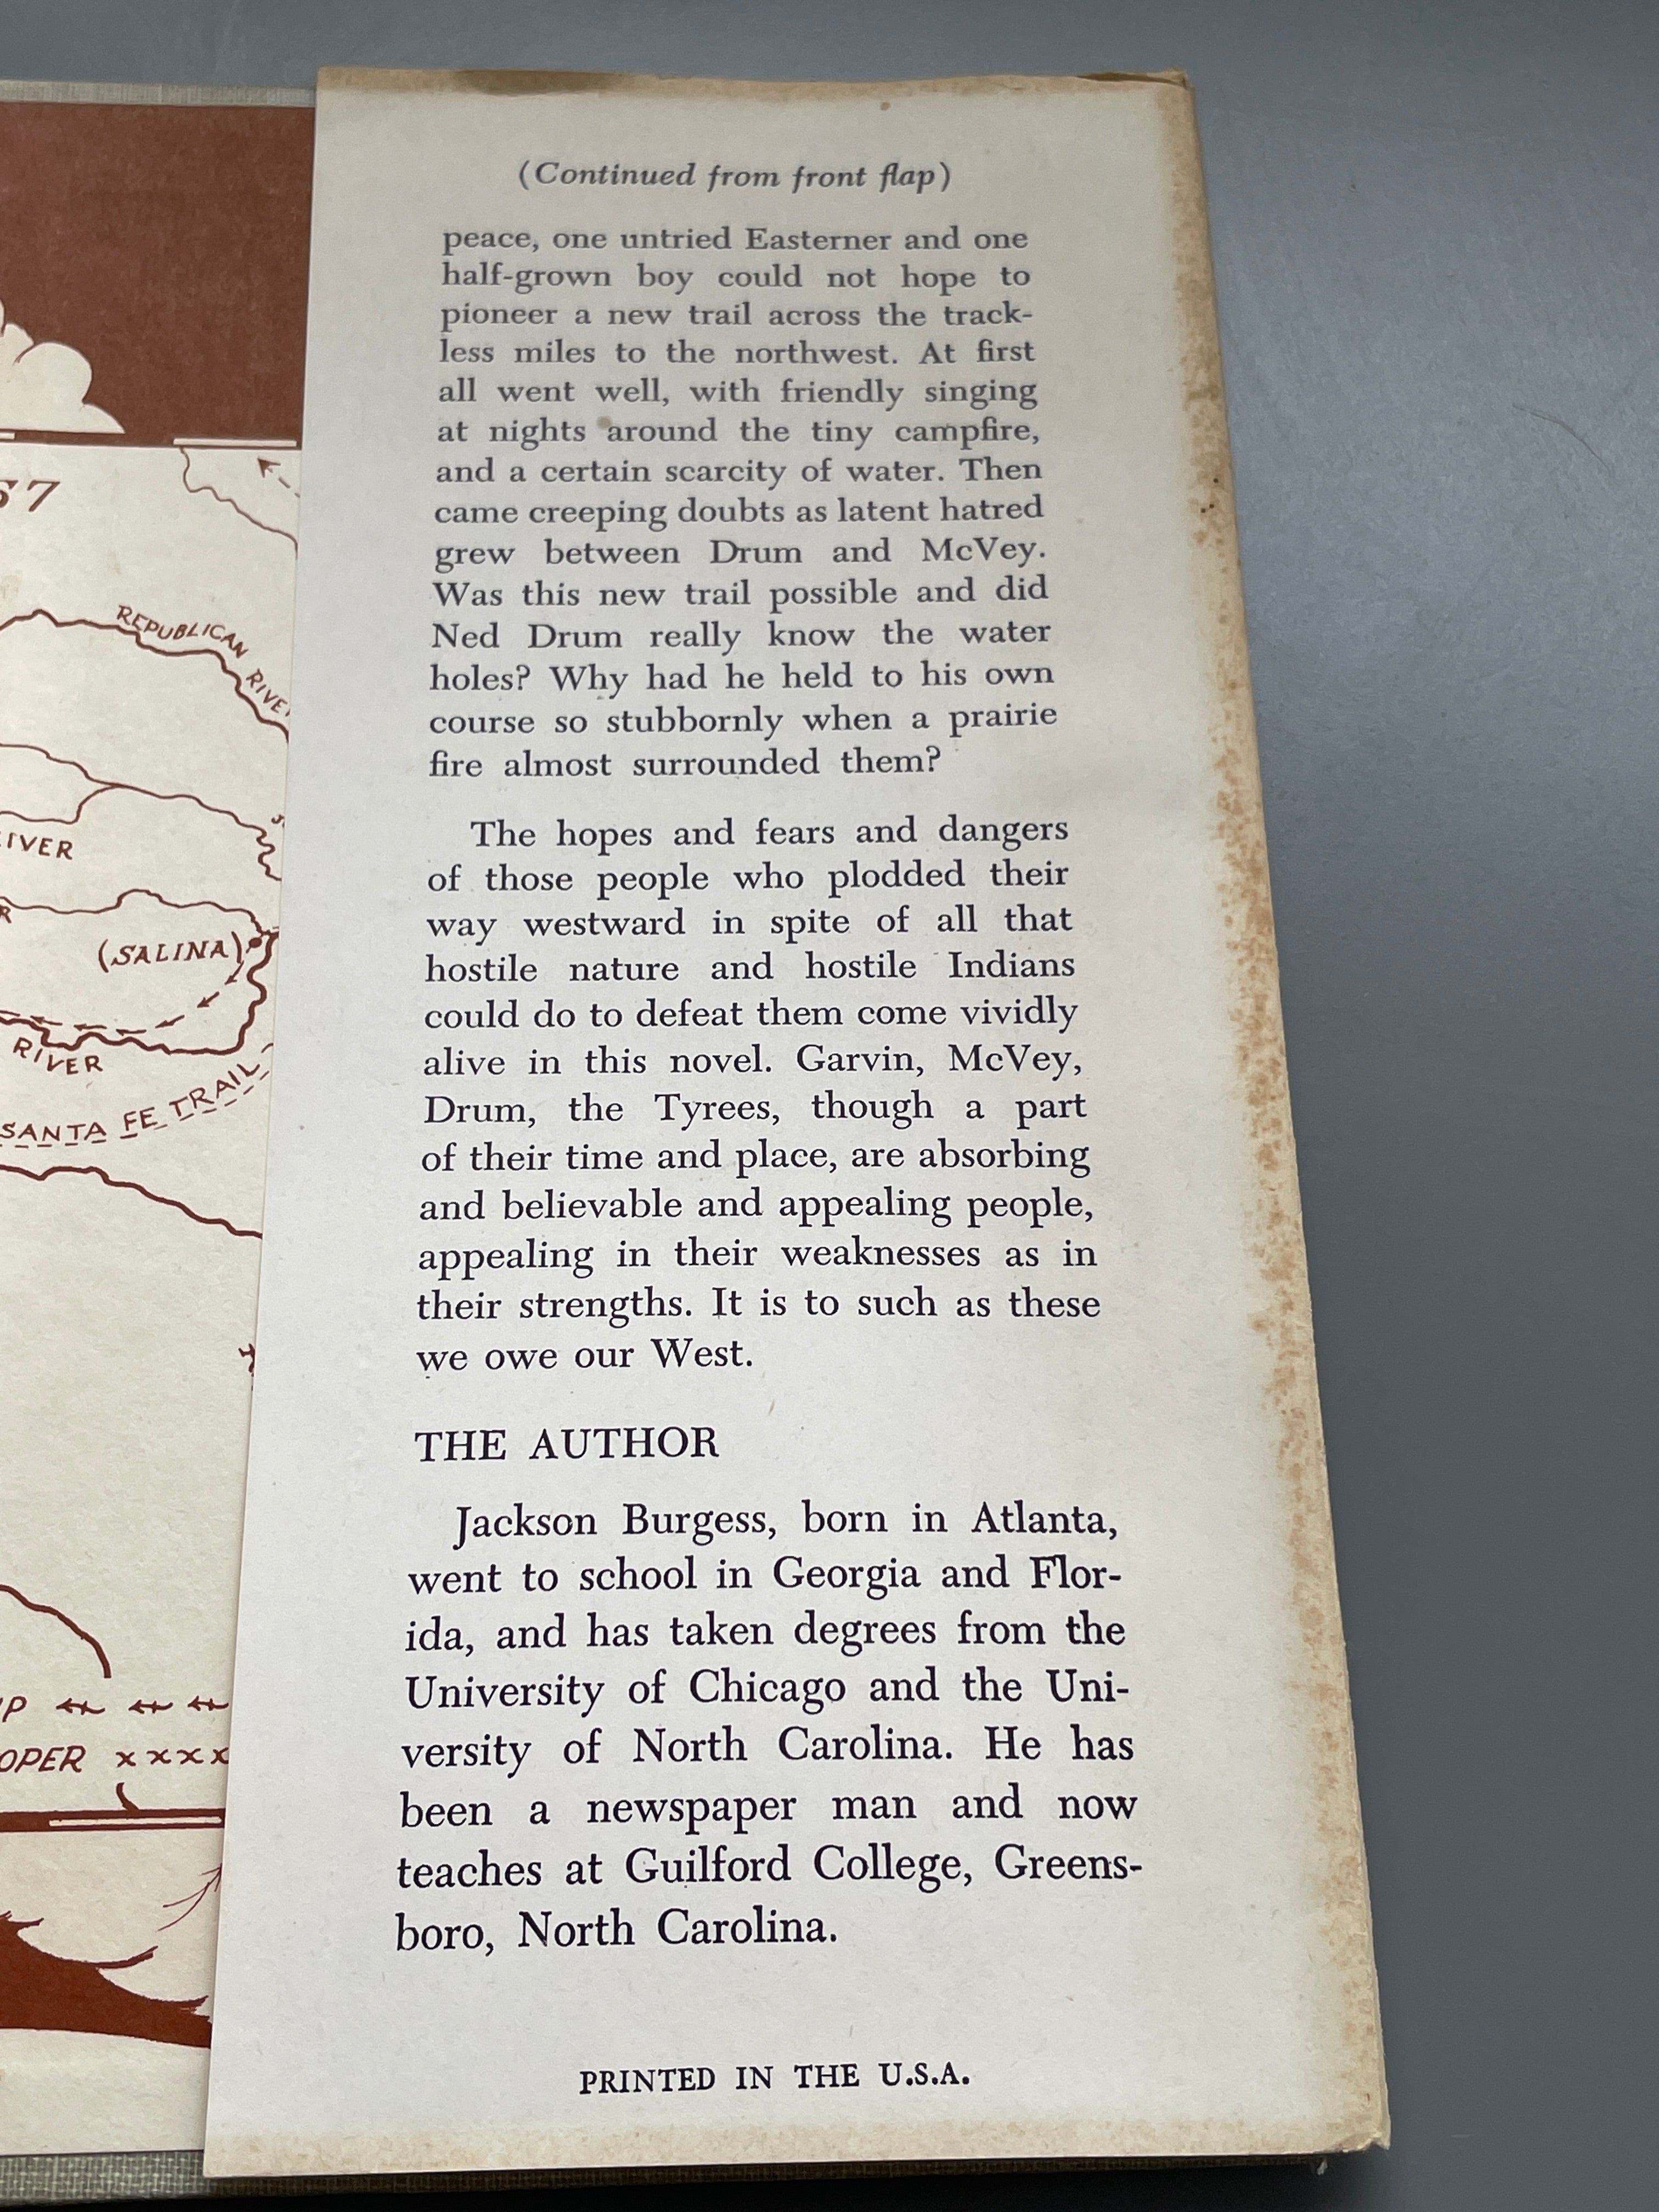 (Continued from front flap)
peace, one untried Easterner and one
half-grown boy could not hope to
pioneer a new trail across the track-
less miles to the northwest. At first
all went well, with friendly singing
at nights around the tiny campfire,
and a certain scarcity of water. Then
came creeping doubts as latent hatred
grew between Drum and McVey.
Was this new trail possible and did
Ned Drum really know the water
holes? Why had he held to his own
course so stubbornly when a prairie
fire almost surrounded them?
The hopes and fears and dangers
of those people who plodded their
way westward in spite of all that
hostile nature and hostile Indians
could do to defeat them come vividly
alive in this novel. Garvin, McVey,
Drum, the Tyrees, though a part
of their time and place, are absorbing
and believable and appealing people,
appealing in their weaknesses as in
their strengths. It is to such as these
we owe our West.
THE AUTHOR
Jackson Burgess, born in Atlanta,
went to school in Georgia and Flor-
ida, and has taken degrees from the
University of Chicago and the Uni-
versity of North Carolina. He has
been a newspaper man and now
teaches at Guilford College, Greens-
boro, North Carolina.
PRINTED IN THE U.S.A.
57
REPUBLICAN RIVE
IVER
R
(SALINA)
RIVER
SANTA FE TRAIL
P
OPER xxxx